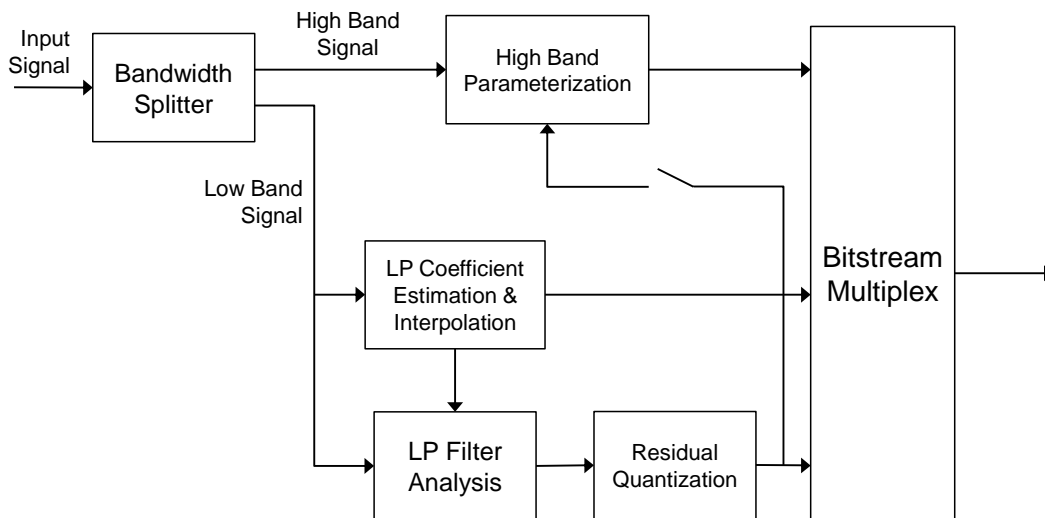 Input
Signal
Bandwidth
Splitter
High Band
Signal
High Band
Parameterization
Low Band
Signal
LP Coefficient
Estimation &
Interpolation
LP Filter
Analysis
Residual
Quantization
Bitstream
Multiplex